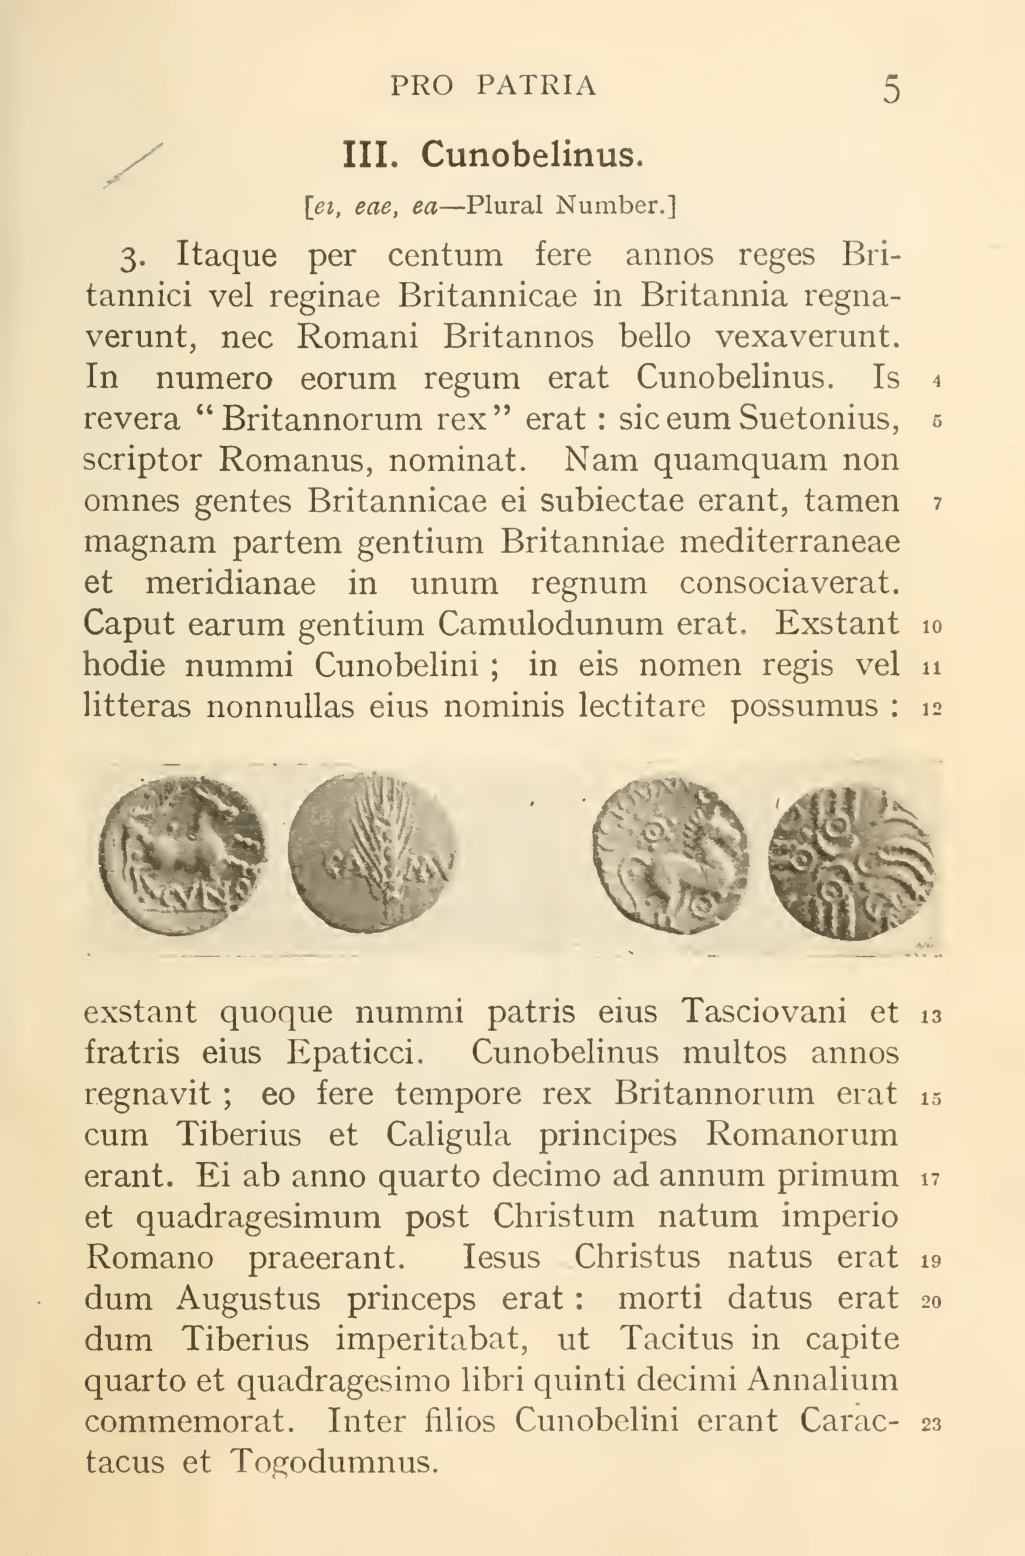 PRO PATRIA 5
III. Cunobelinus.
[ei, eae, ea—Plural Number.]
3. Itaque per centum fere annos reges Bri-
tannici vel reginae Britannicae in Britannia regna-
verunt, nec Romani Britannos bello vexaverunt.
In numero eorum regum erat Cunobelinus. Is 4
revera “Britannorum rex” erat : sic eum Suetonius, 5
scriptor Romanus, nominat. Nam quamquam non
omnes gentes Britannicae ei subiectae erant, tamen 7
magnam partem gentium Britanniae mediterraneae
et meridianae in unum regnum consociaverat.
Caput earum gentium Camulodunum erat. Exstant 10
hodie nummi Cunobelini ; in eis nomen regis vel 11
litteras nonnullas eius nominis lectitare possumus : 12
CVNO
CA MV
exstant quoque nummi patris eius Tasciovani et 13
fratris eius Epaticci. Cunobelinus multos annos
regnavit ; eo fere tempore rex Britannorum erat 15
cum Tiberius et Caligula principes Romanorum
erant. Ei ab anno quarto decimo ad annum primum 17
et quadragesimum post Christum natum imperio
Romano praeerant. Iesus Christus natus erat 19
dum Augustus princeps erat : morti datus erat 20
dum Tiberius imperitabat, ut Tacitus in capite
quarto et quadragesimo libri quinti decimi Annalium
commemorat. Inter filios Cunobelini erant Carac- 23
tacus et Togodumnus.